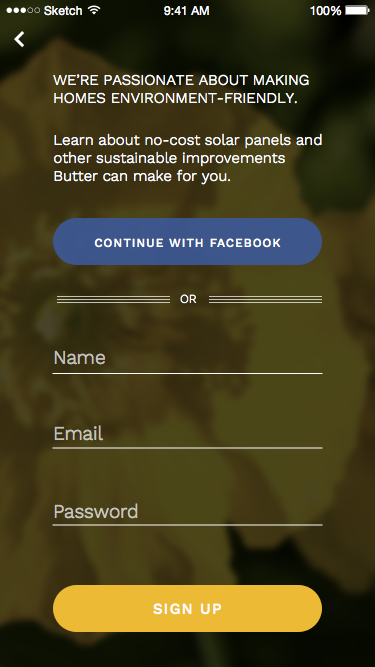 Sketch 9:41 AM 100%
WE’RE PASSIONATE ABOUT MAKING
HOMES ENVIRONMENT-FRIENDLY.
Learn about no-cost solar panels and
other sustainable improvements
Butter can make for you.
CONTINUE WITH FACEBOOK
OR
Name
Email
Password
SIGN UP